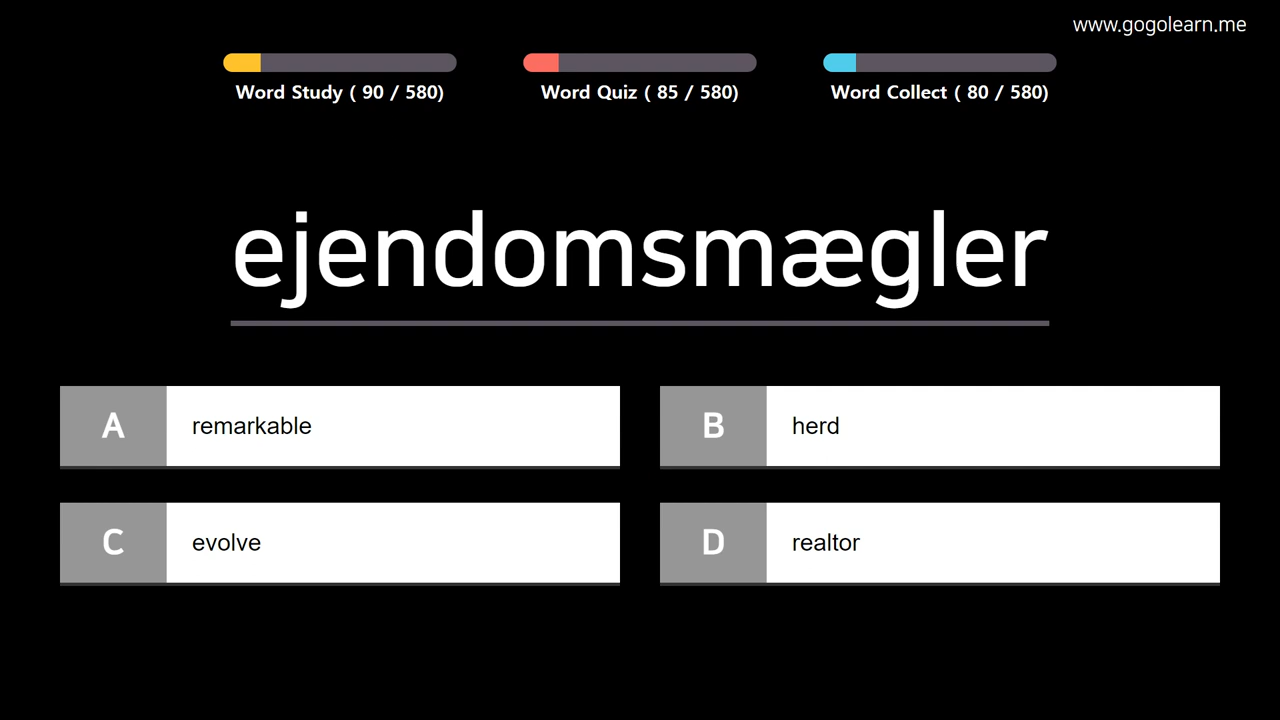 www.gogolearn.me
Word Study ( 90 / 580)
Word Quiz ( 85 / 580)
Word Collect ( 80 / 580)
ejendomsmægler
A remarkable
B herd
C evolve
D realtor